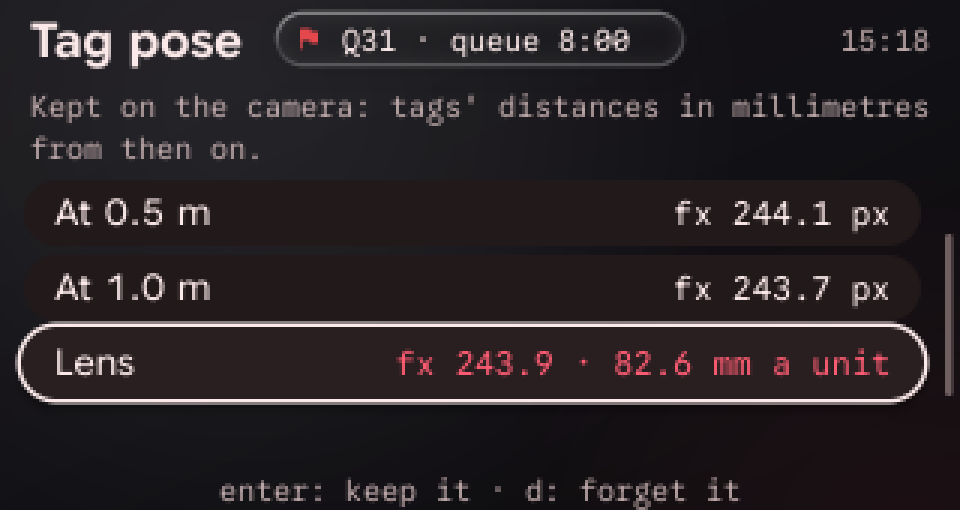 Tag pose
Q31 · queue 8:00
15:18
Kept on the camera: tags' distances in millimetres
from then on.
At 0.5 m fx 244.1 px
At 1.0 m fx 243.7 px
Lens fx 243.9 · 82.6 mm a unit
enter: keep it · d: forget it